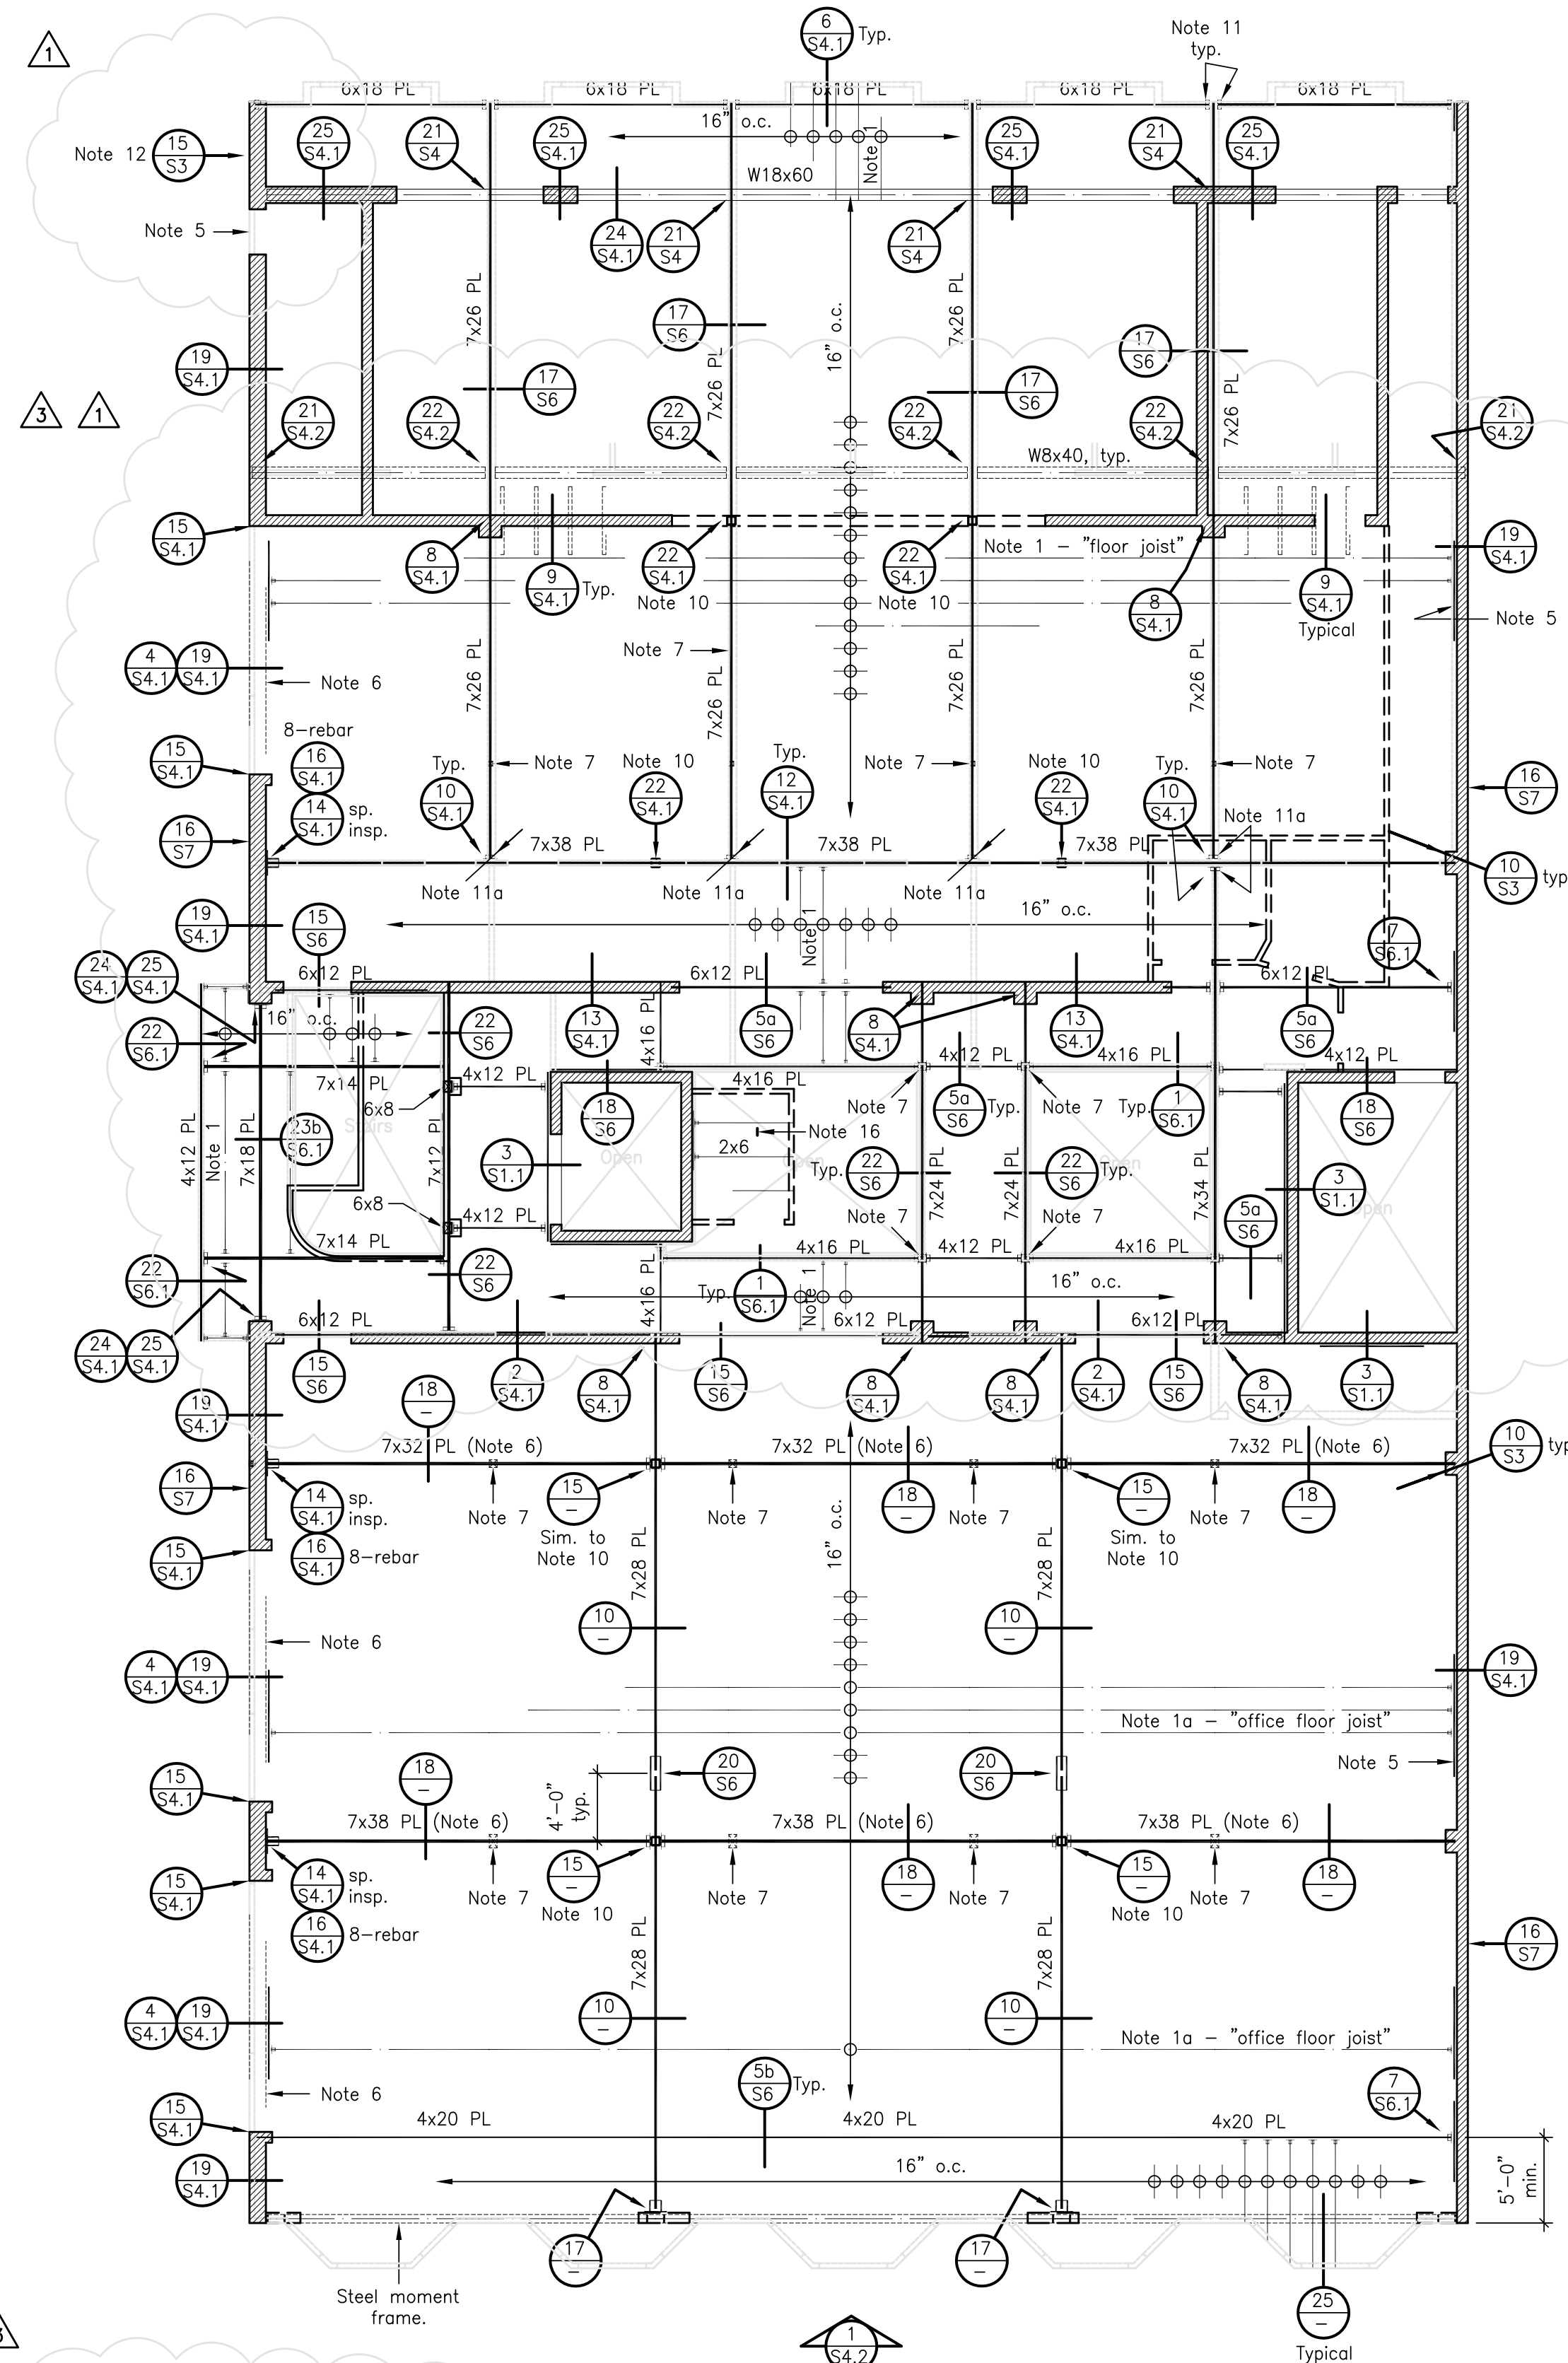 1
6
S4.1
Typ.
Note 11
typ.
6x18 PL
6x18 PL
6x18 PL
6x18 PL
6x18 PL
16" o.c.
Note 1
Note 12
15
S3
25
S4.1
21
S4
25
S4.1
25
S4.1
21
S4
25
S4.1
W18x60
Note 5
24
S4.1
21
S4
21
S4
7x26 PL
7x26 PL
7x26 PL
7x26 PL
16" o.c.
17
S6
17
S6
19
S4.1
17
S6
17
S6
3
1
21
S4.2
22
S4.2
22
S4.2
22
S4.2
22
S4.2
21
S4.2
W8x40, typ.
15
S4.1
8
S4.1
9
S4.1
Typ.
22
S4.1
Note 10
22
S4.1
Note 10
Note 1 - "floor joist"
8
S4.1
9
S4.1
Typical
19
S4.1
Note 5
4
S4.1
19
S4.1
Note 6
Note 7
7x26 PL
7x26 PL
7x26 PL
7x26 PL
15
S4.1
8-rebar
16
S4.1
14
S4.1
sp.
insp.
Typ.
10
S4.1
Note 7
Note 10
22
S4.1
Typ.
12
S4.1
Note 7
Note 10
22
S4.1
Typ.
10
S4.1
Note 7
Note 11a
16
S7
16
S7
7x38 PL
7x38 PL
7x38 PL
Note 11a
Note 11a
Note 11a
10
S3
typ
19
S4.1
15
S6
16" o.c.
Note 1
7
S6.1
24
S4.1
25
S4.1
6x12 PL
6x12 PL
6x12 PL
16" o.c.
22
S6.1
22
S6
13
S4.1
4x16 PL
5a
S6
8
S4.1
13
S4.1
5a
S6
7x14 PL
4x12 PL
4x16 PL
4x12 PL
4x16 PL
4x12 PL
6x8
18
S6
Note 7
5a
S6
Typ.
Note 7
Typ.
1
S6.1
18
S6
4x12 PL
Note 1
7x18 PL
23b
S6.1
Stairs
7x12 PL
3
S1.1
Open
2x6
Note 16
Open
Typ.
22
S6
7x24 PL
7x24 PL
22
S6
Typ.
Open
7x34 PL
3
S1.1
Open
6x8
4x12 PL
Note 7
Note 7
5a
S6
7x14 PL
4x16 PL
4x12 PL
4x16 PL
22
S6.1
22
S6
4x16 PL
Typ.
1
S6.1
Note 1
16" o.c.
6x12 PL
6x12 PL
6x12 PL
24
S4.1
25
S4.1
15
S6
2
S4.1
8
S4.1
15
S6
8
S4.1
8
S4.1
2
S4.1
15
S6
8
S4.1
3
S1.1
19
S4.1
18
–
7x32 PL (Note 6)
7x32 PL (Note 6)
7x32 PL (Note 6)
10
S3
typ
16
S7
14
S4.1
sp.
insp.
Note 7
15
–
Sim. to
Note 10
Note 7
18
–
Note 7
15
–
Sim. to
Note 10
Note 7
18
–
15
S4.1
16
S4.1
8-rebar
7x28 PL
16" o.c.
7x28 PL
Note 6
10
–
10
–
4
S4.1
19
S4.1
19
S4.1
Note 1a - "office floor joist"
Note 5
15
S4.1
18
–
4'-0"
typ.
20
S6
20
S6
7x38 PL (Note 6)
7x38 PL (Note 6)
7x38 PL (Note 6)
15
S4.1
14
S4.1
sp.
insp.
Note 7
15
–
Note 10
Note 7
18
–
Note 7
15
–
Note 10
Note 7
18
–
16
S4.1
8-rebar
7x28 PL
7x28 PL
16
S7
4
S4.1
19
S4.1
10
–
10
–
Note 1a - "office floor joist"
Note 6
5b
S6
Typ.
7
S6.1
15
S4.1
4x20 PL
4x20 PL
4x20 PL
19
S4.1
16" o.c.
5'-0"
min.
17
–
17
–
Steel moment
frame.
25
–
Typical
1
S4.2
3